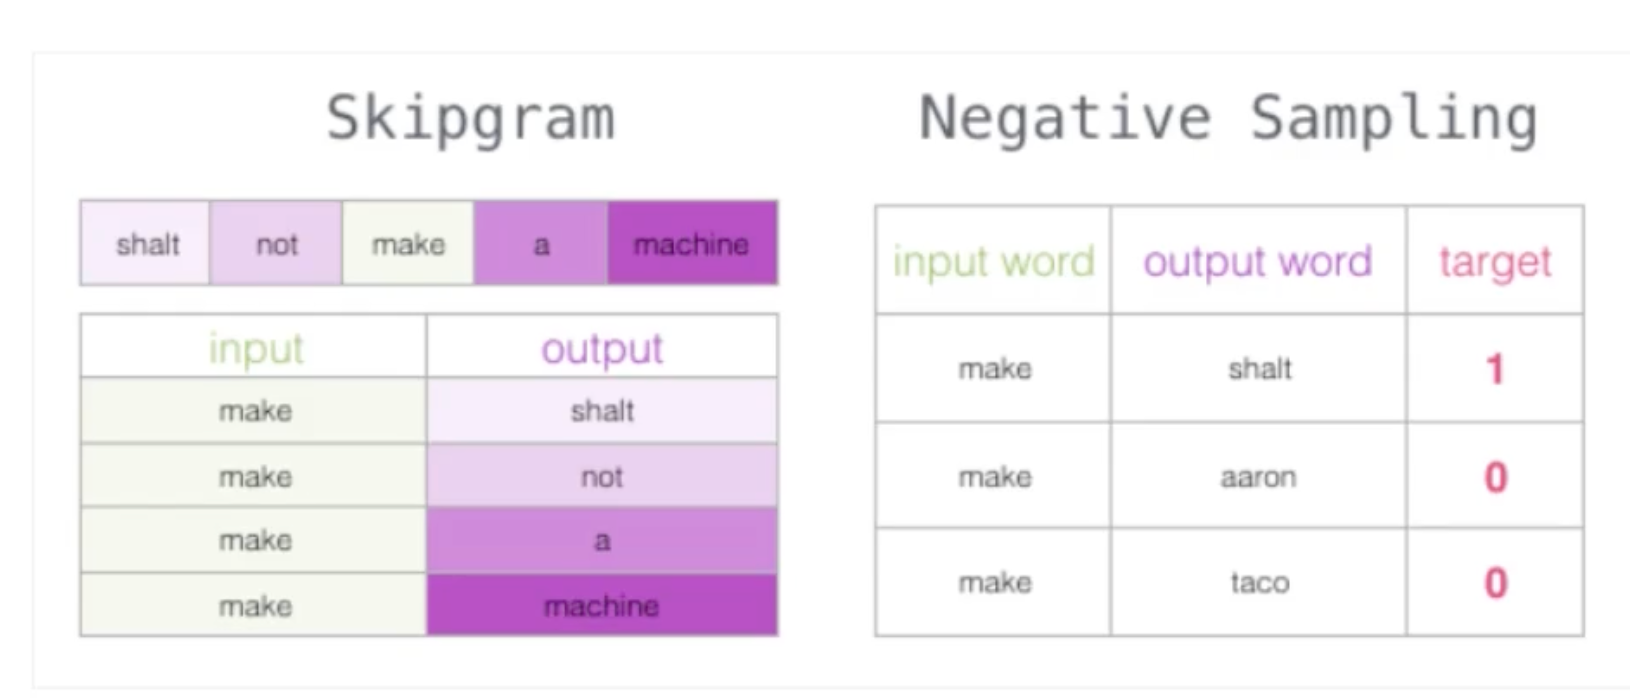 Skipgram
shalt not make a machine
input output
make shalt
make not
make a
make machine
Negative Sampling
input word output word target
make shalt 1
make aaron 0
make taco 0